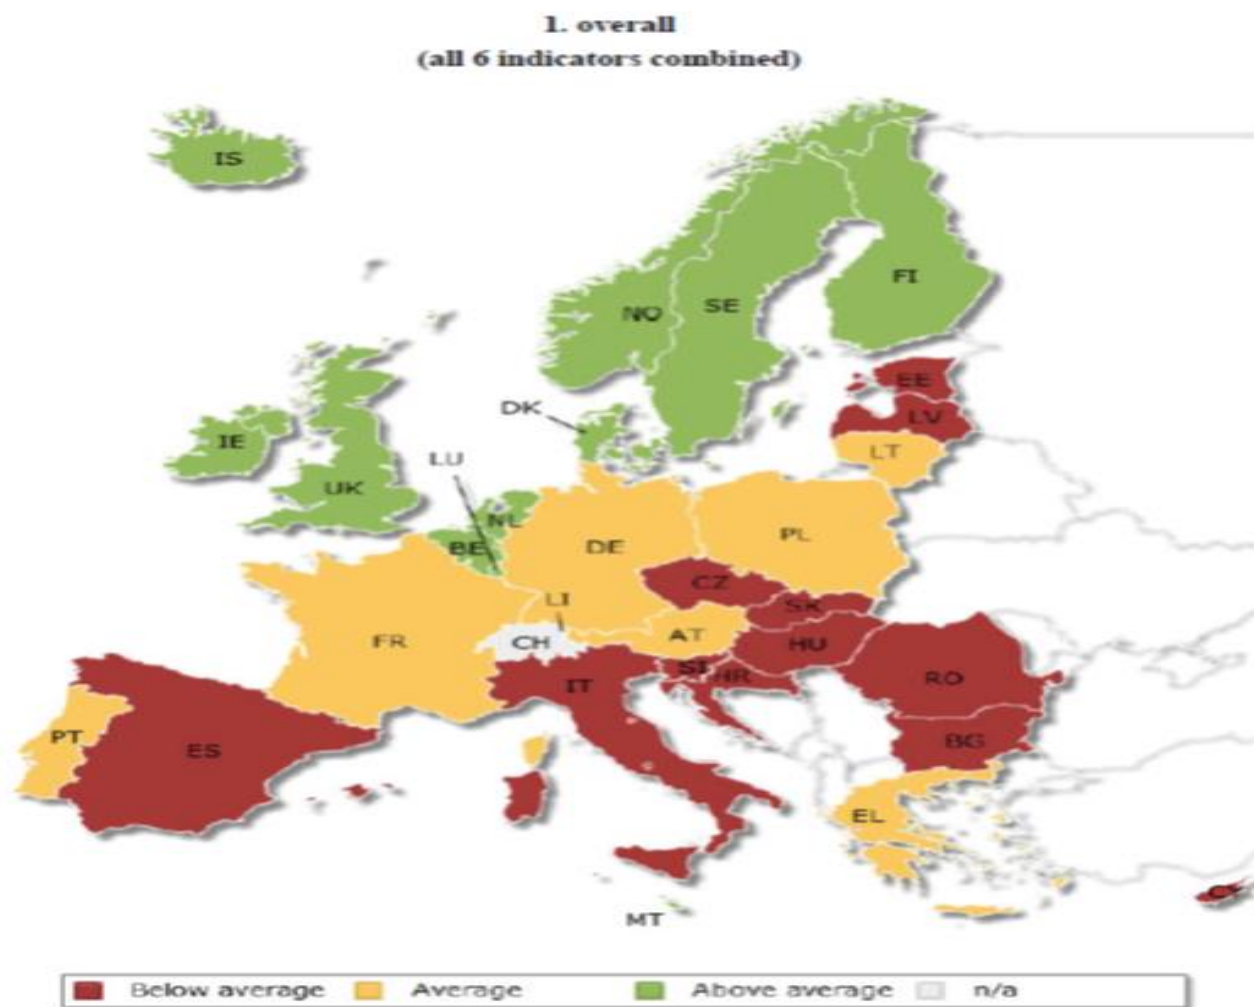 1. overall
(all 6 indicators combined)
IS
FI
NO
SE
EE
DK
LV
IE
LT
LU
UK
NL
PL
BE
DE
CZ
LI
SK
FR
CH
AT
HU
SI
HR
IT
RO
PT
ES
BG
EL
CY
MT
Below average Average Above average n/a